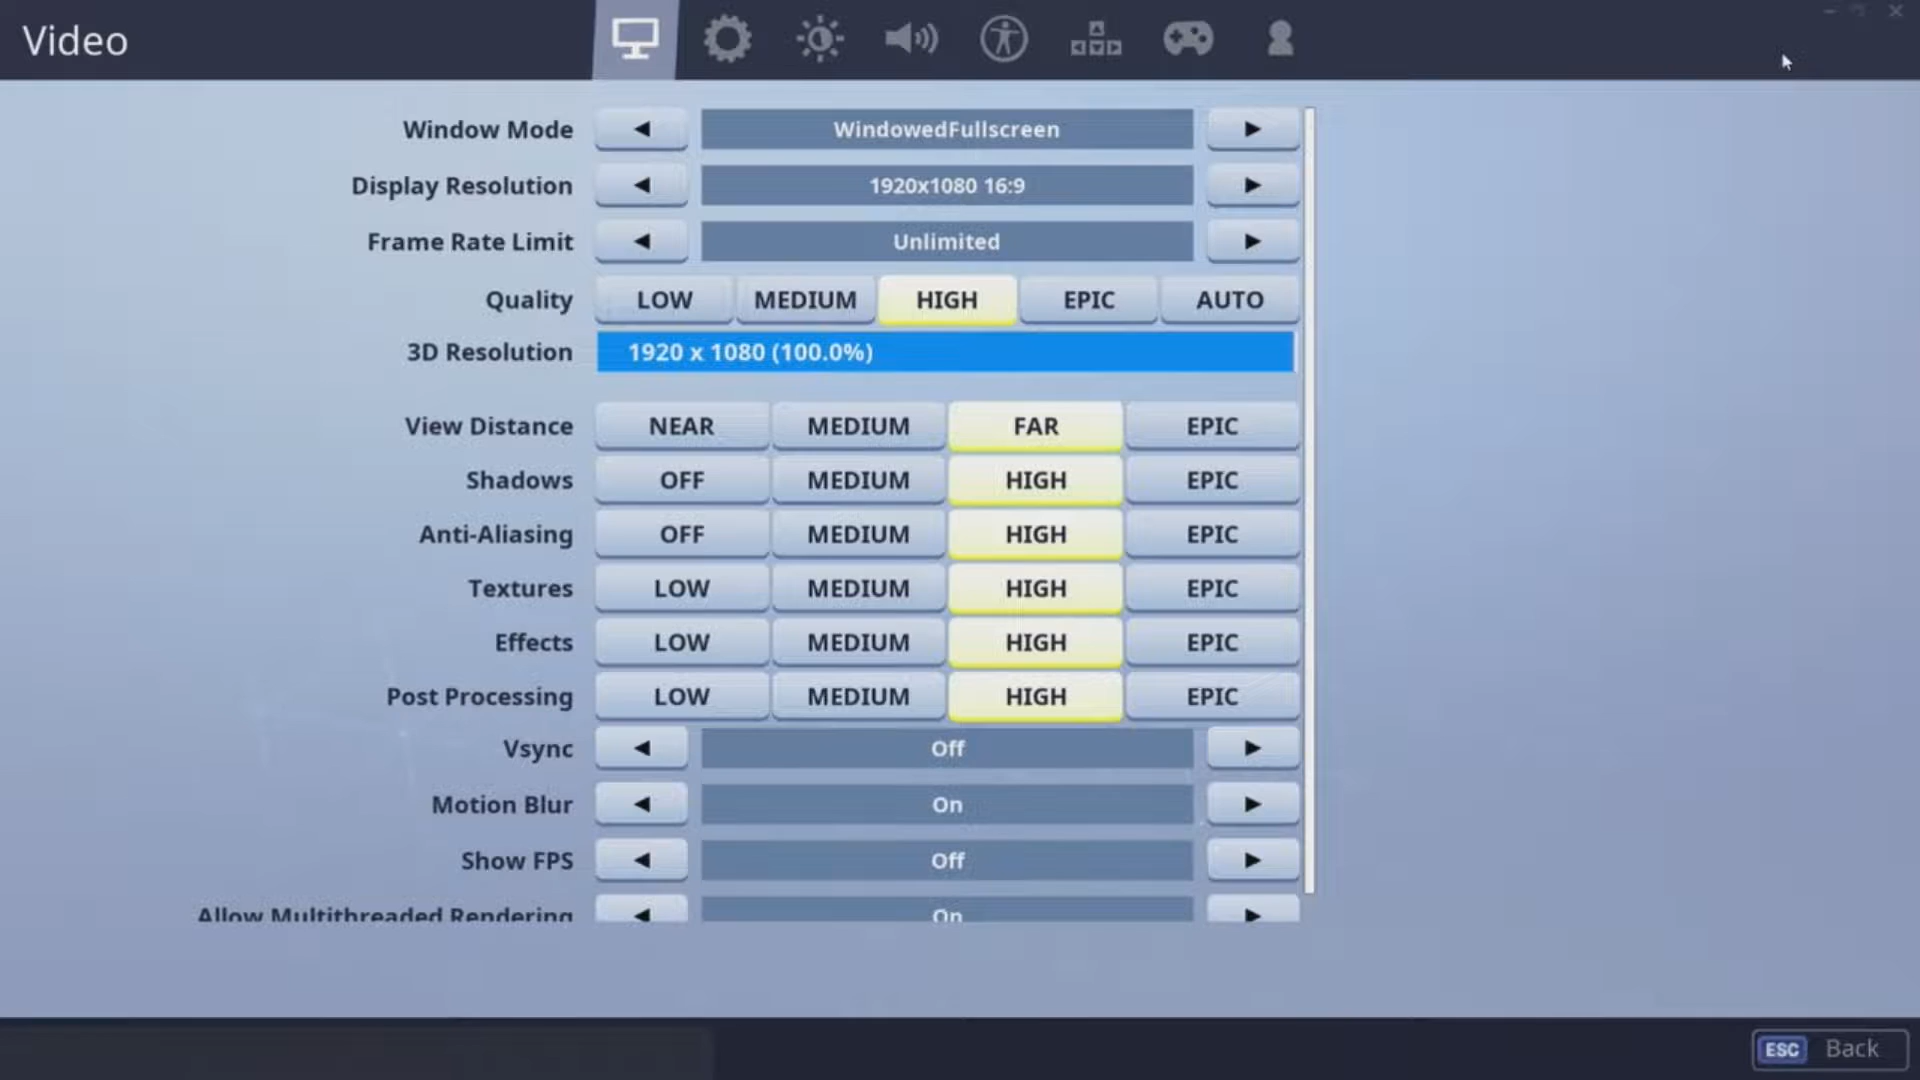 Video
Window Mode WindowedFullscreen
Display Resolution 1920x1080 16:9
Frame Rate Limit Unlimited
Quality LOW MEDIUM HIGH EPIC AUTO
3D Resolution 1920 x 1080 (100.0%)
View Distance NEAR MEDIUM FAR EPIC
Shadows OFF MEDIUM HIGH EPIC
Anti-Aliasing OFF MEDIUM HIGH EPIC
Textures LOW MEDIUM HIGH EPIC
Effects LOW MEDIUM HIGH EPIC
Post Processing LOW MEDIUM HIGH EPIC
Vsync Off
Motion Blur On
Show FPS Off
Allow Multithreaded Rendering On
ESC Back